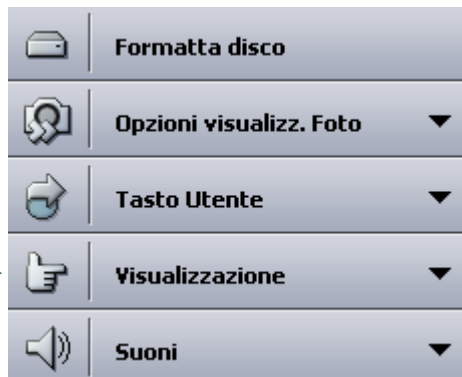 Formatta disco
Opzioni visualizz. Foto
Tasto Utente
Visualizzazione
Suoni